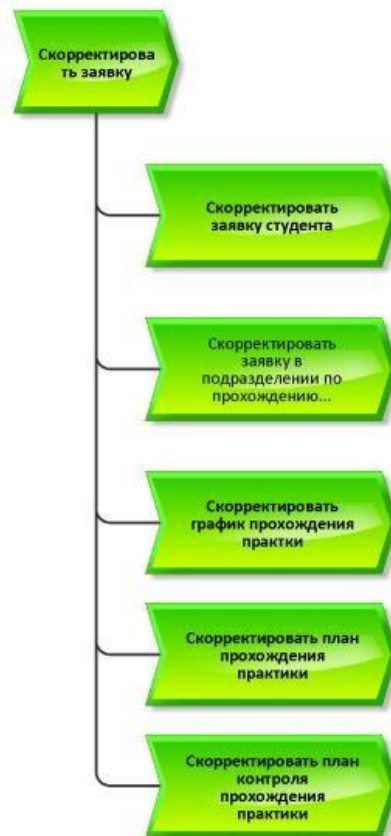 Скорректирова
ть заявку
Скорректировать
заявку студента
Скорректировать
заявку в
подразделении по
прохождению...
Скорректировать
график прохождения
практки
Скорректировать план
прохождения
практики
Скорректировать план
контроля
прохождения
практики